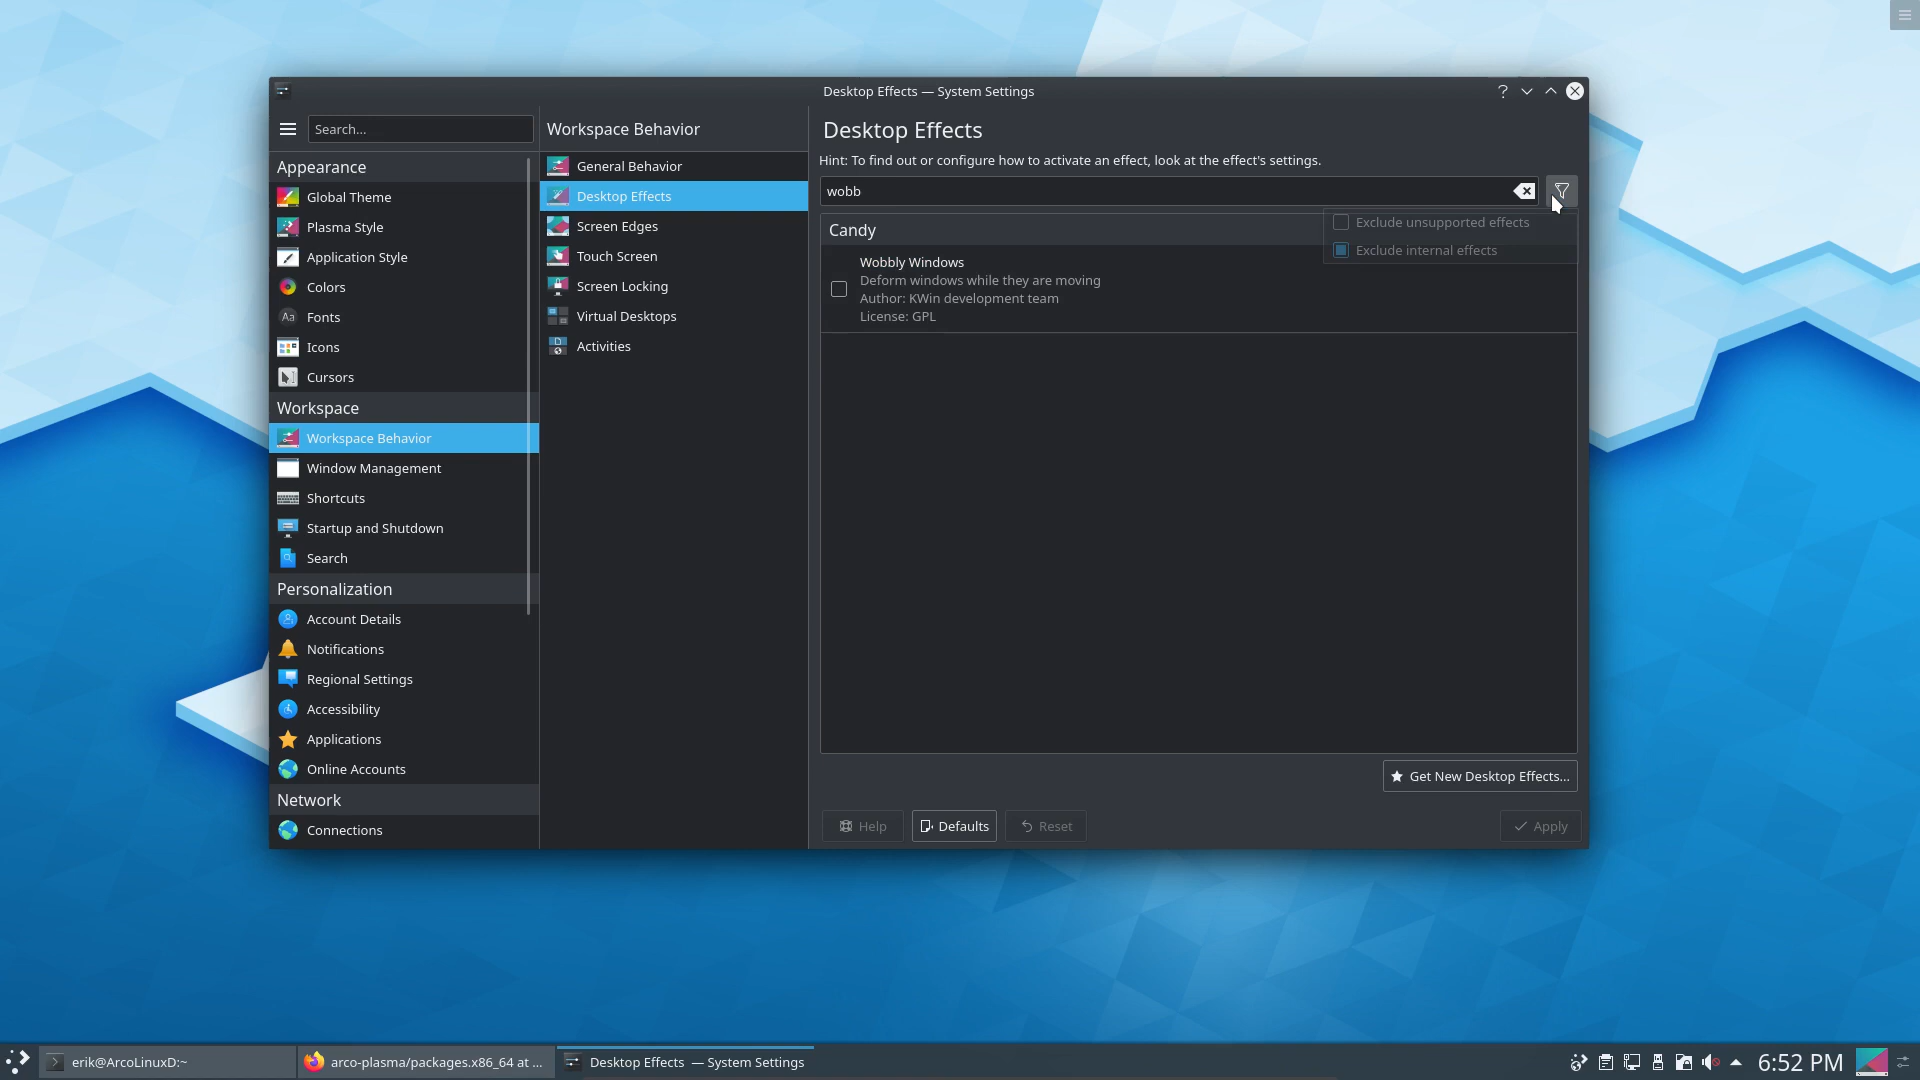 Desktop Effects — System Settings
Search...
Appearance
Global Theme
Plasma Style
Application Style
Colors
Aa Fonts
Icons
Cursors
Workspace
Workspace Behavior
Window Management
Shortcuts
Startup and Shutdown
Search
Personalization
Account Details
Notifications
Regional Settings
Accessibility
Applications
Online Accounts
Network
Connections
Workspace Behavior
General Behavior
Desktop Effects
Screen Edges
Touch Screen
Screen Locking
Virtual Desktops
Activities
Desktop Effects
Hint: To find out or configure how to activate an effect, look at the effect's settings.
wobb
Exclude unsupported effects
Exclude internal effects
Candy
Wobbly Windows
Deform windows while they are moving
Author: KWin development team
License: GPL
Get New Desktop Effects...
Help
Defaults
Reset
Apply
erik@ArcoLinuxD:~
arco-plasma/packages.x86_64 at ...
Desktop Effects — System Settings
6:52 PM